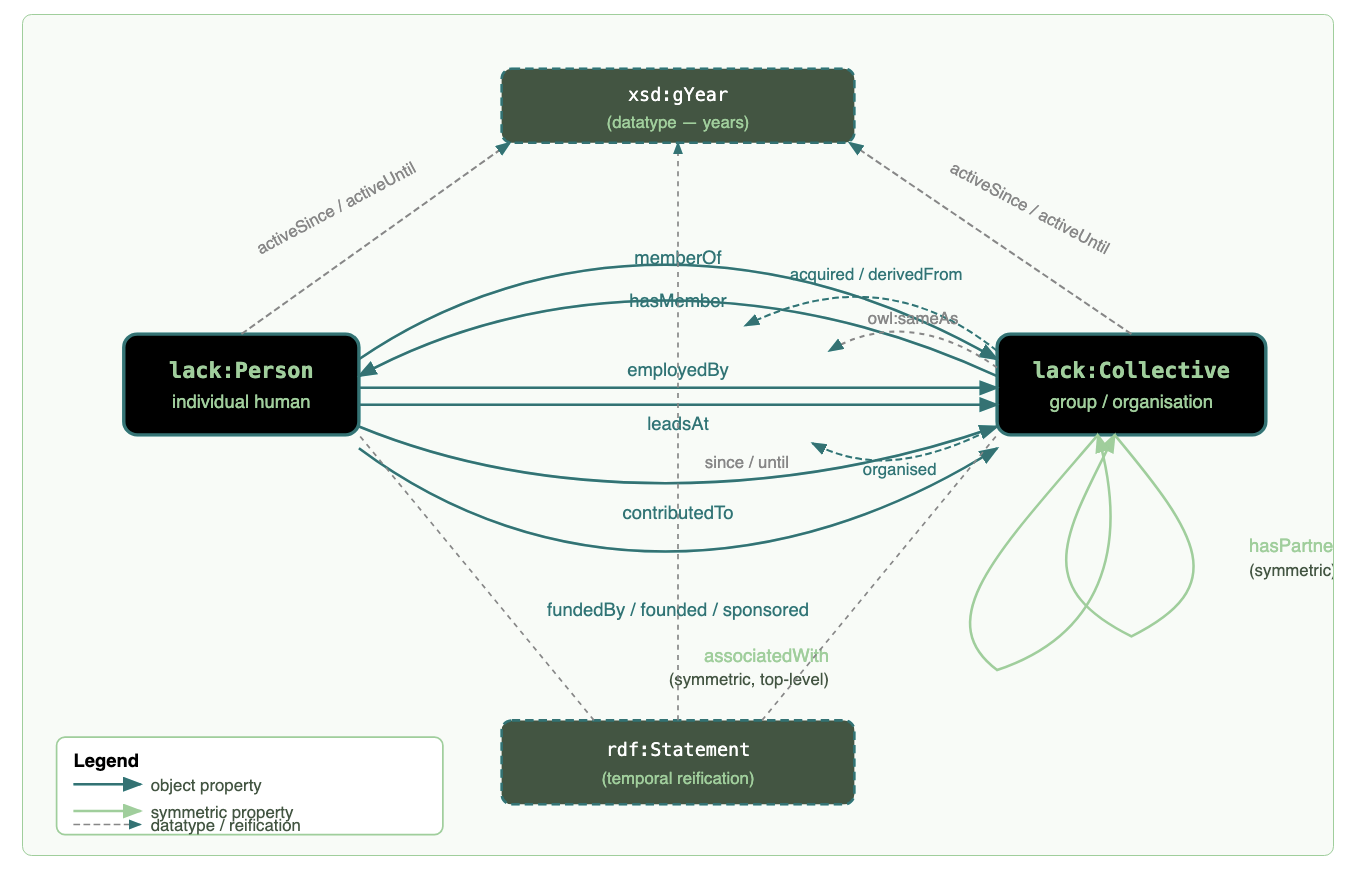 xsd:gYear
(datatype — years)
activeSince / activeUntil
activeSince / activeUntil
memberOf
acquired / derivedFrom
hasMember
owl:sameAs
lack:Person
individual human
employedBy
lack:Collective
group / organisation
leadsAt
since / until
organised
contributedTo
hasPartne
(symmetric)
fundedBy / founded / sponsored
associatedWith
(symmetric, top-level)
rdf:Statement
(temporal reification)
Legend
object property
symmetric property
datatype / reification